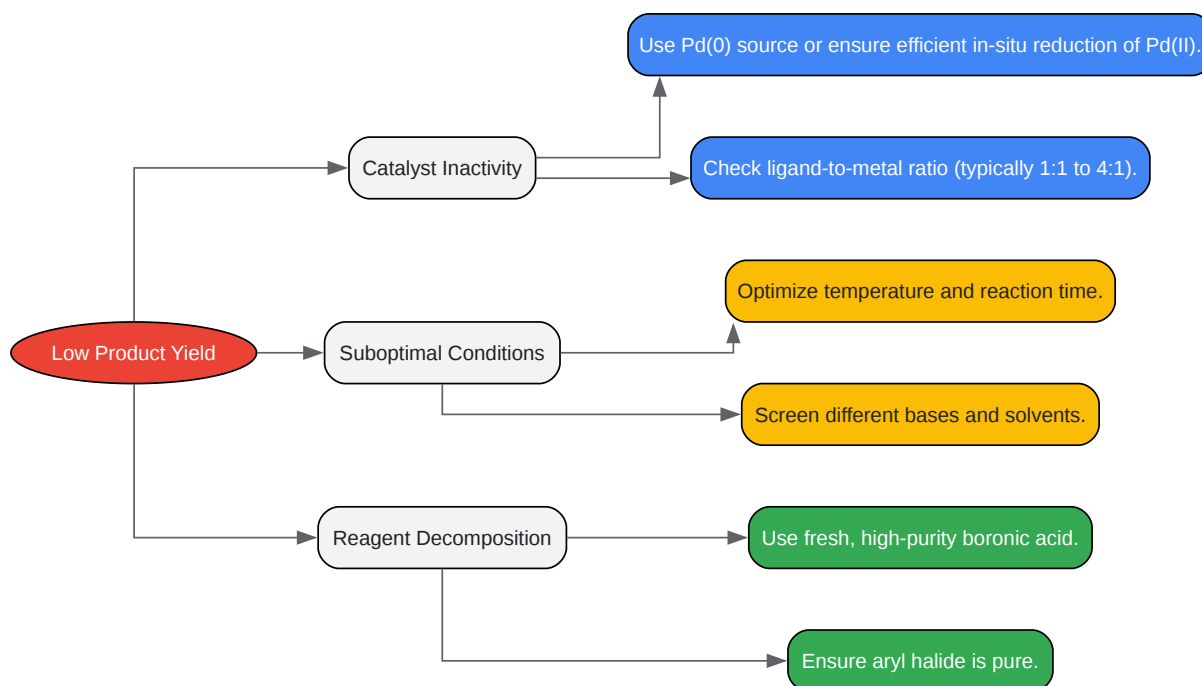 Use Pd(0) source or ensure efficient in-situ reduction of Pd(II).
Catalyst Inactivity
Check ligand-to-metal ratio (typically 1:1 to 4:1).
Optimize temperature and reaction time.
Low Product Yield
Suboptimal Conditions
Screen different bases and solvents.
Reagent Decomposition
Use fresh, high-purity boronic acid.
Ensure aryl halide is pure.